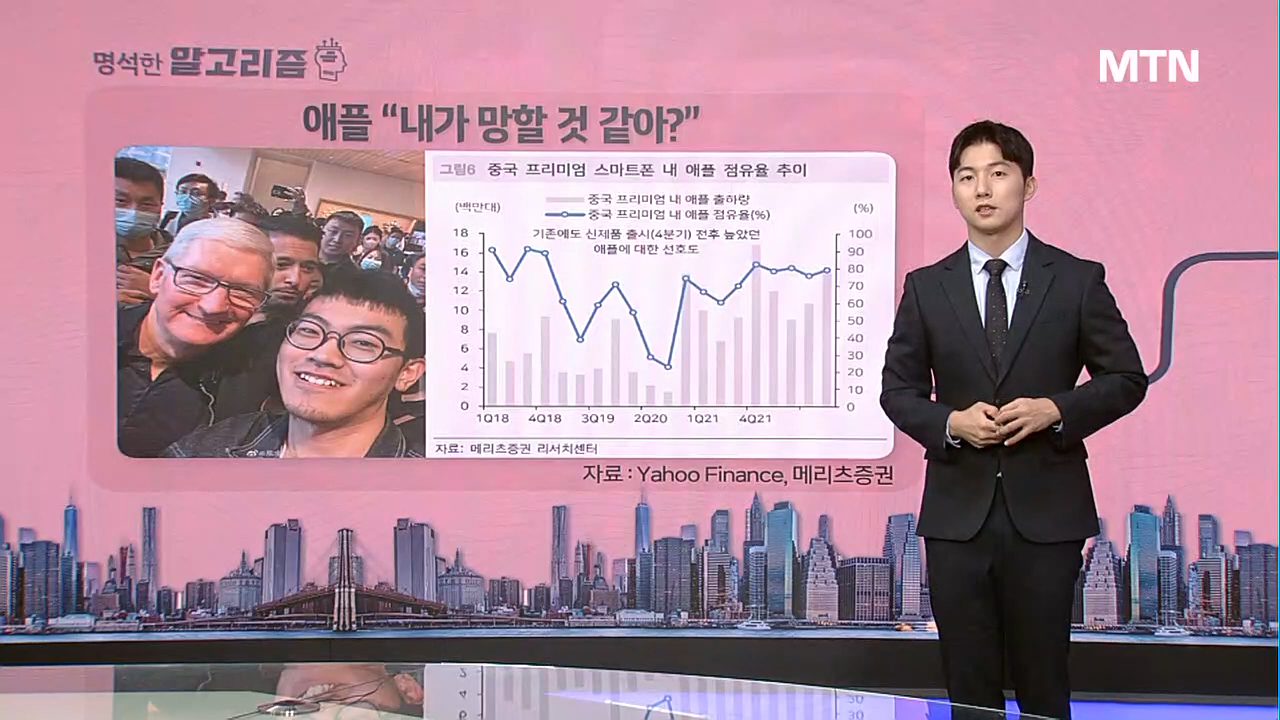 명석한 알고리즘
MTN
애플 “내가 망할 것 같아?”
그림6 중국 프리미엄 스마트폰 내 애플 점유율 추이
(백만대)
중국 프리미엄 내 애플 출하량
(%)
중국 프리미엄 내 애플 점유율(%)
기존에도 신제품 출시(4분기) 전후 높았던
애플에 대한 선호도
18
16
14
12
10
8
6
4
2
0
100
90
80
70
60
50
40
30
20
10
0
1Q18 4Q18 3Q19 2Q20 1Q21 4Q21
자료: 메리츠증권 리서치센터
자료 : Yahoo Finance, 메리츠증권